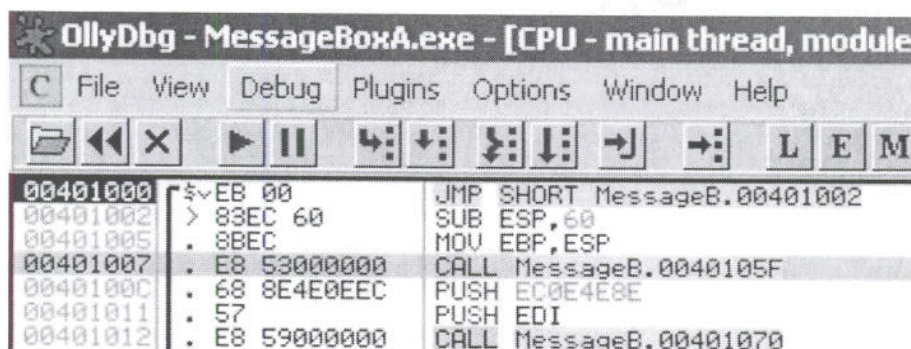 OllyDbg - MessageBoxA.exe - [CPU - main thread, module
C File View Debug Plugins Options Window Help
L E M
00401000 $ EB 00 JMP SHORT MessageB.00401002
00401002 > 83EC 60 SUB ESP,60
00401005 . 8BEC MOV EBP,ESP
00401007 . E8 53000000 CALL MessageB.0040105F
0040100C . 68 8E4E0EEC PUSH EC0E4E8E
00401011 . 57 PUSH EDI
00401012 . E8 59000000 CALL MessageB.00401070